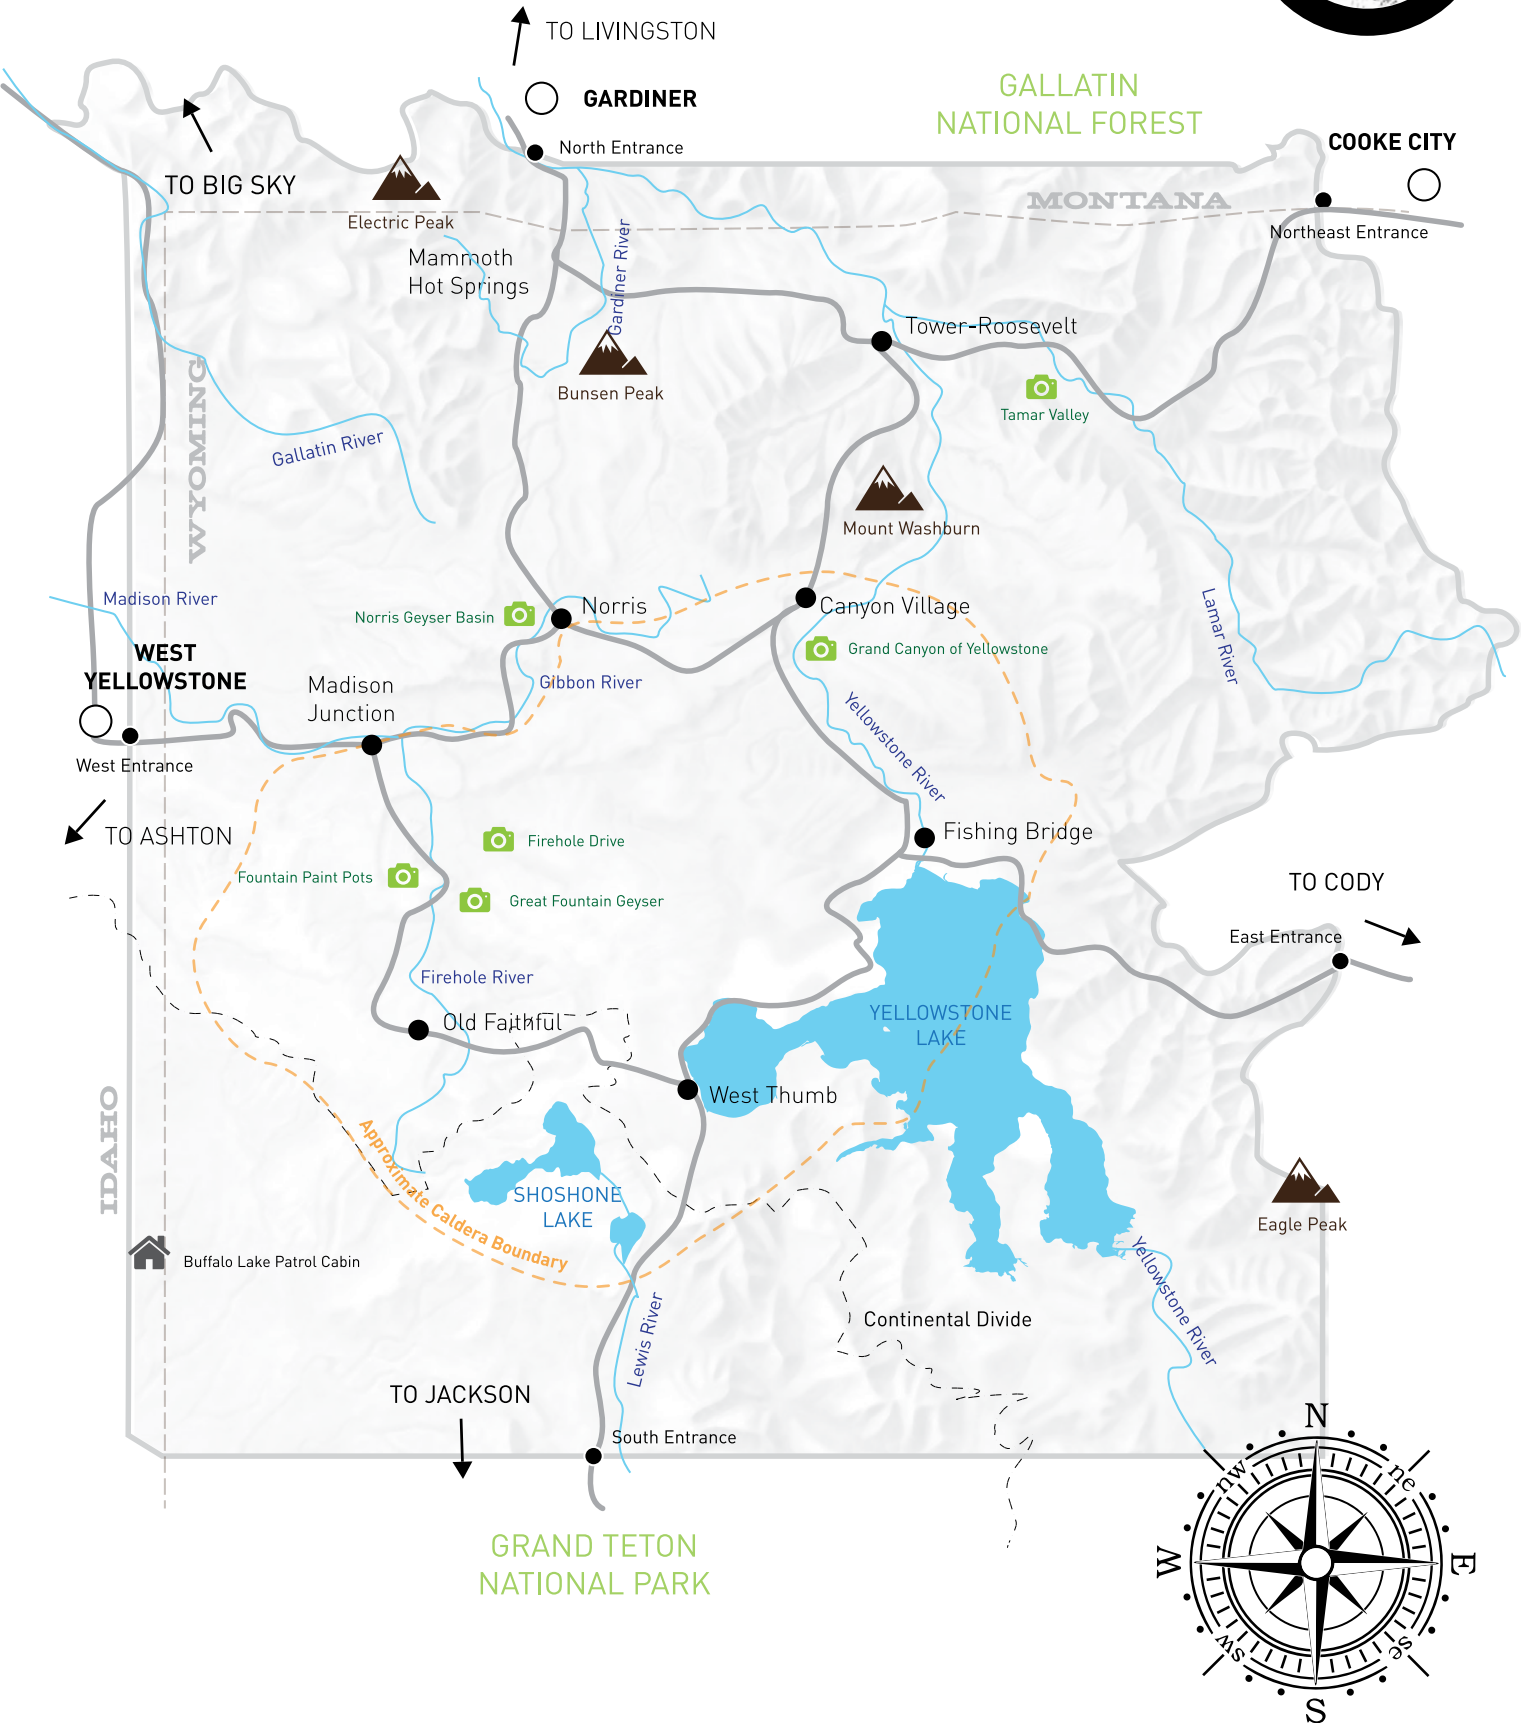 TO LIVINGSTON
GARDINER
GALLATIN
NATIONAL FOREST
North Entrance
COOKE CITY
TO BIG SKY
MONTANA
Electric Peak
Northeast Entrance
Mammoth
Hot Springs
Gardiner River
Tower-Roosevelt
Bunsen Peak
Tamar Valley
WYOMING
Gallatin River
Mount Washburn
Madison River
Norris Geyser Basin
Norris
Canyon Village
Lamar River
WEST
YELLOWSTONE
Grand Canyon of Yellowstone
Madison
Junction
Gibbon River
Yellowstone River
West Entrance
TO ASHTON
Firehole Drive
Fishing Bridge
Fountain Paint Pots
Great Fountain Geyser
TO CODY
East Entrance
Firehole River
Old Faithful
YELLOWSTONE
LAKE
West Thumb
IDAHO
Approximate Caldera Boundary
SHOSHONE
LAKE
Eagle Peak
Buffalo Lake Patrol Cabin
Yellowstone River
Continental Divide
Lewis River
TO JACKSON
South Entrance
GRAND TETON
NATIONAL PARK
N
nw
ne
W
E
sw
se
S